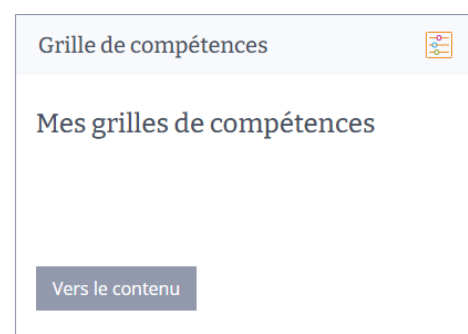 Grille de compétences
Mes grilles de compétences
Vers le contenu